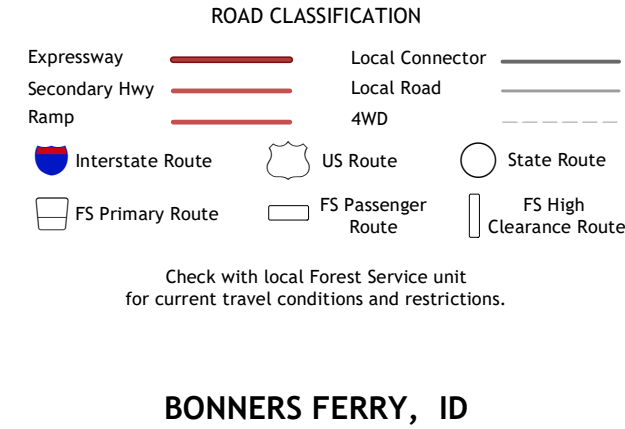 ROAD CLASSIFICATION
Expressway
Local Connector
Secondary Hwy
Local Road
Ramp
4WD
Interstate Route
US Route
State Route
FS Primary Route
FS Passenger
Route
FS High
Clearance Route
Check with local Forest Service unit
for current travel conditions and restrictions.
BONNERS FERRY, ID